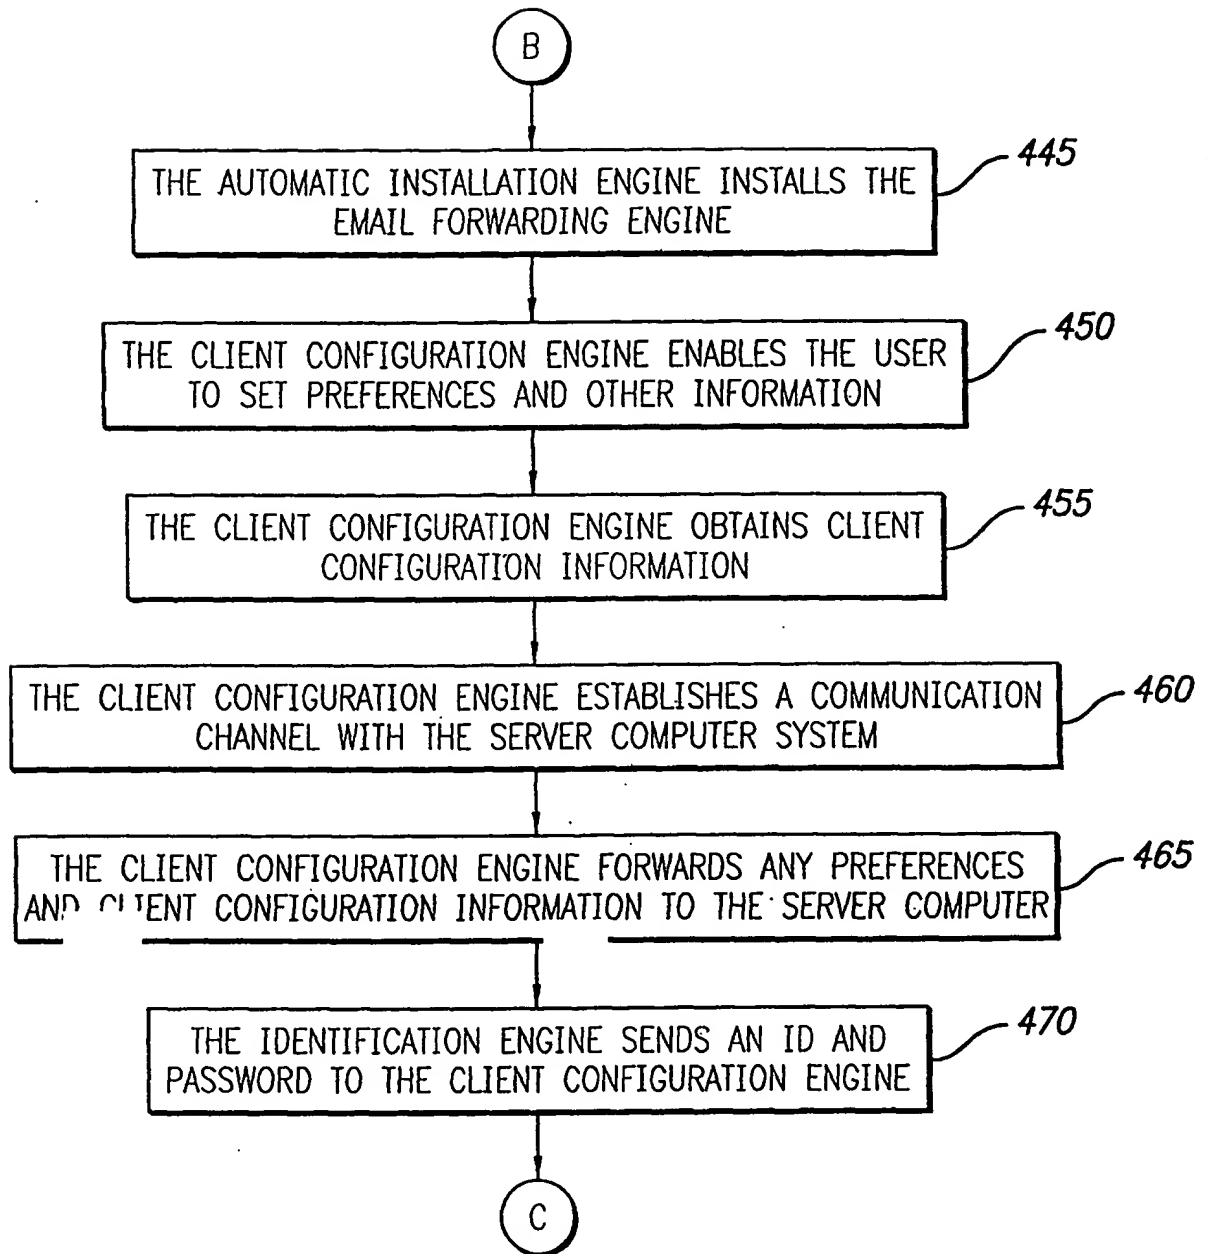 B
THE AUTOMATIC INSTALLATION ENGINE INSTALLS THE
EMAIL FORWARDING ENGINE
445
THE CLIENT CONFIGURATION ENGINE ENABLES THE USER
TO SET PREFERENCES AND OTHER INFORMATION
450
THE CLIENT CONFIGURATION ENGINE OBTAINS CLIENT
CONFIGURATION INFORMATION
455
THE CLIENT CONFIGURATION ENGINE ESTABLISHES A COMMUNICATION
CHANNEL WITH THE SERVER COMPUTER SYSTEM
460
THE CLIENT CONFIGURATION ENGINE FORWARDS ANY PREFERENCES
AND CLIENT CONFIGURATION INFORMATION TO THE SERVER COMPUTER
465
THE IDENTIFICATION ENGINE SENDS AN ID AND
PASSWORD TO THE CLIENT CONFIGURATION ENGINE
470
C